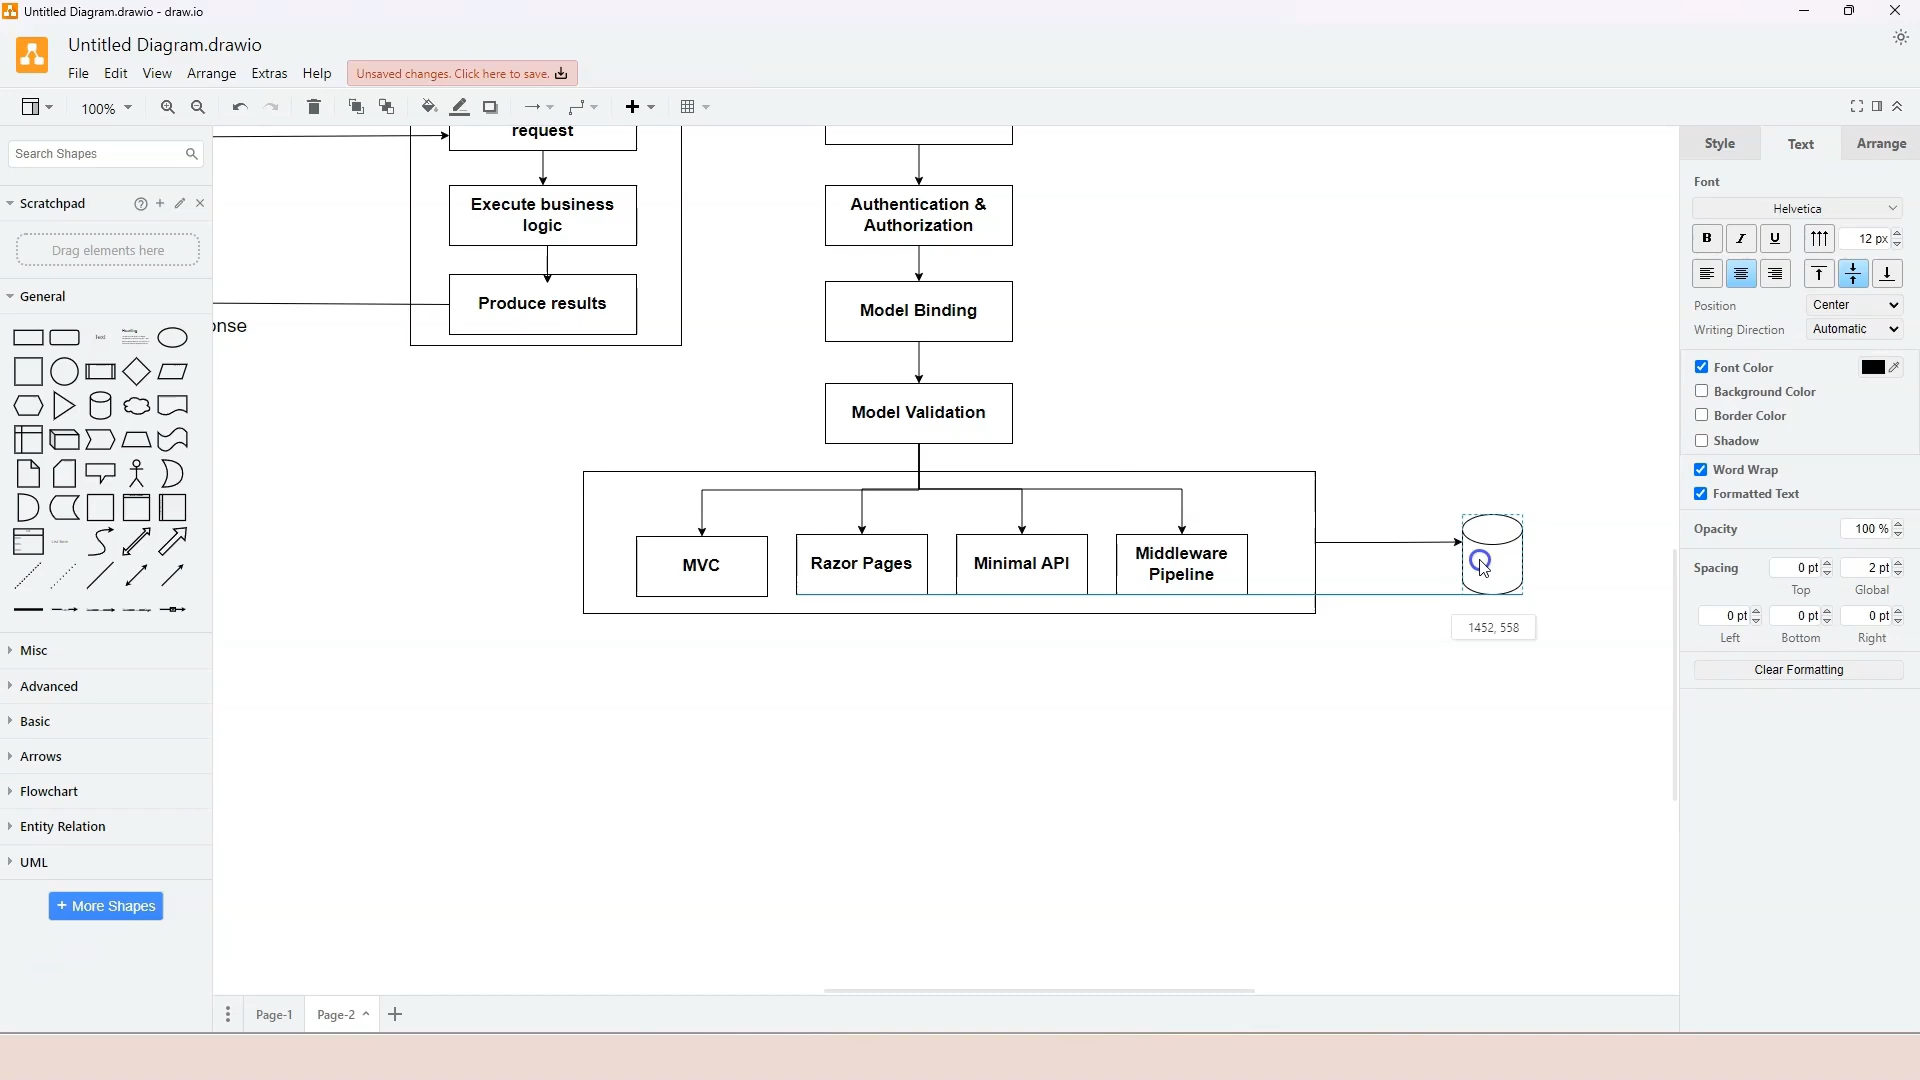 Untitled Diagram.drawio - draw.io
Untitled Diagram.drawio
File Edit View Arrange Extras Help Unsaved changes. Click here to save.
100%
Search Shapes
Scratchpad
Drag elements here
General
Text
Heading
Misc
Advanced
Basic
Arrows
Flowchart
Entity Relation
UML
+ More Shapes
request
Execute business
logic
Produce results
onse
Authentication &
Authorization
Model Binding
Model Validation
MVC
Razor Pages
Minimal API
Middleware
Pipeline
1452, 558
Page-1 Page-2
Style Text Arrange
Font
Helvetica
B I U 12 px
Position Center
Writing Direction Automatic
Font Color
Background Color
Border Color
Shadow
Word Wrap
Formatted Text
Opacity 100 %
Spacing 0 pt 2 pt
Top Global
0 pt 0 pt 0 pt
Left Bottom Right
Clear Formatting